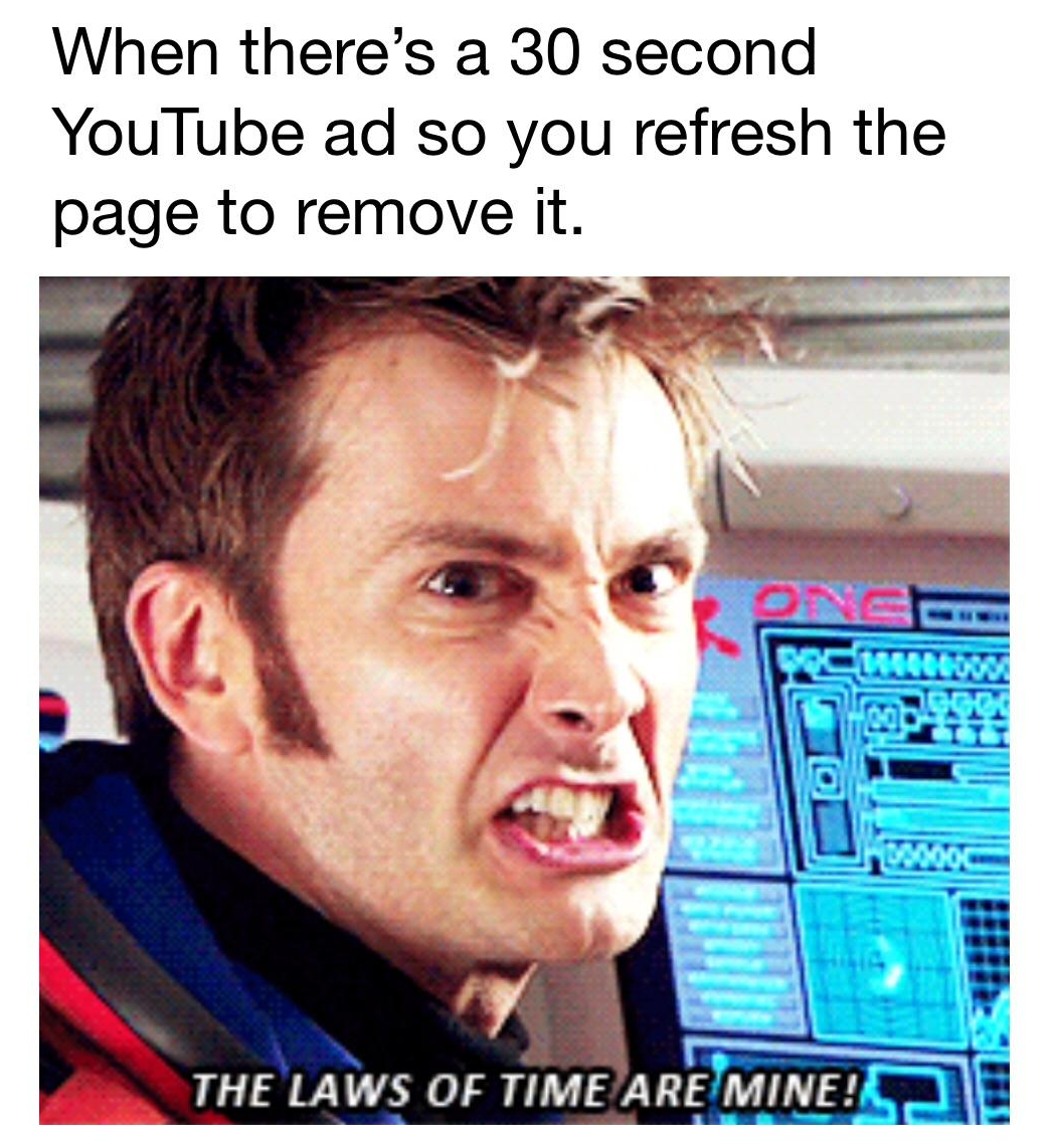 When there’s a 30 second
YouTube ad so you refresh the
page to remove it.
ONE
THE LAWS OF TIME ARE MINE!